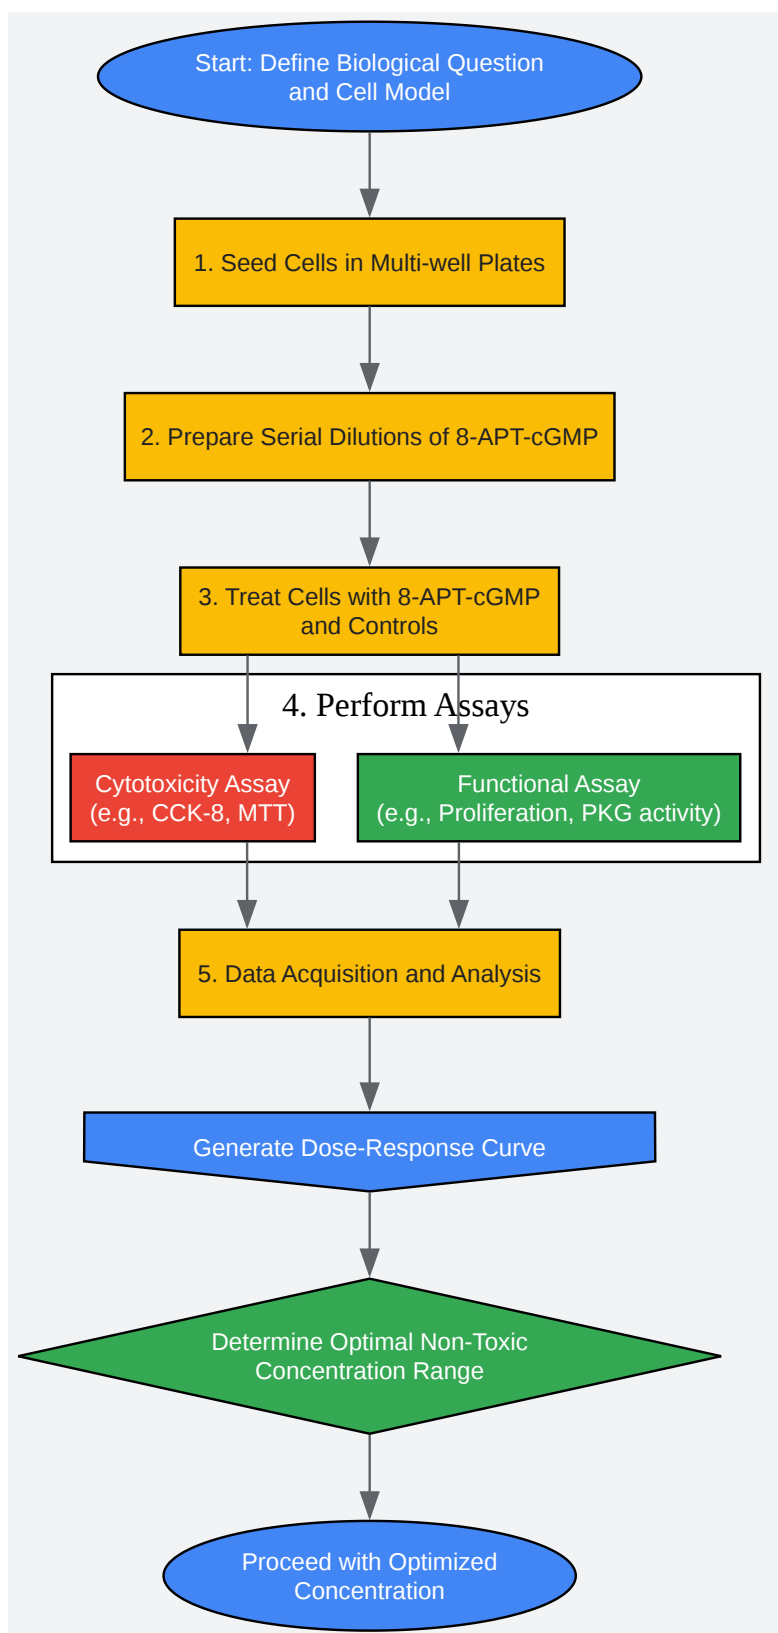 Start: Define Biological Question
and Cell Model
1. Seed Cells in Multi-well Plates
2. Prepare Serial Dilutions of 8-APT-cGMP
3. Treat Cells with 8-APT-cGMP
and Controls
4. Perform Assays
Cytotoxicity Assay
(e.g., CCK-8, MTT)
Functional Assay
(e.g., Proliferation, PKG activity)
5. Data Acquisition and Analysis
Generate Dose-Response Curve
Determine Optimal Non-Toxic
Concentration Range
Proceed with Optimized
Concentration